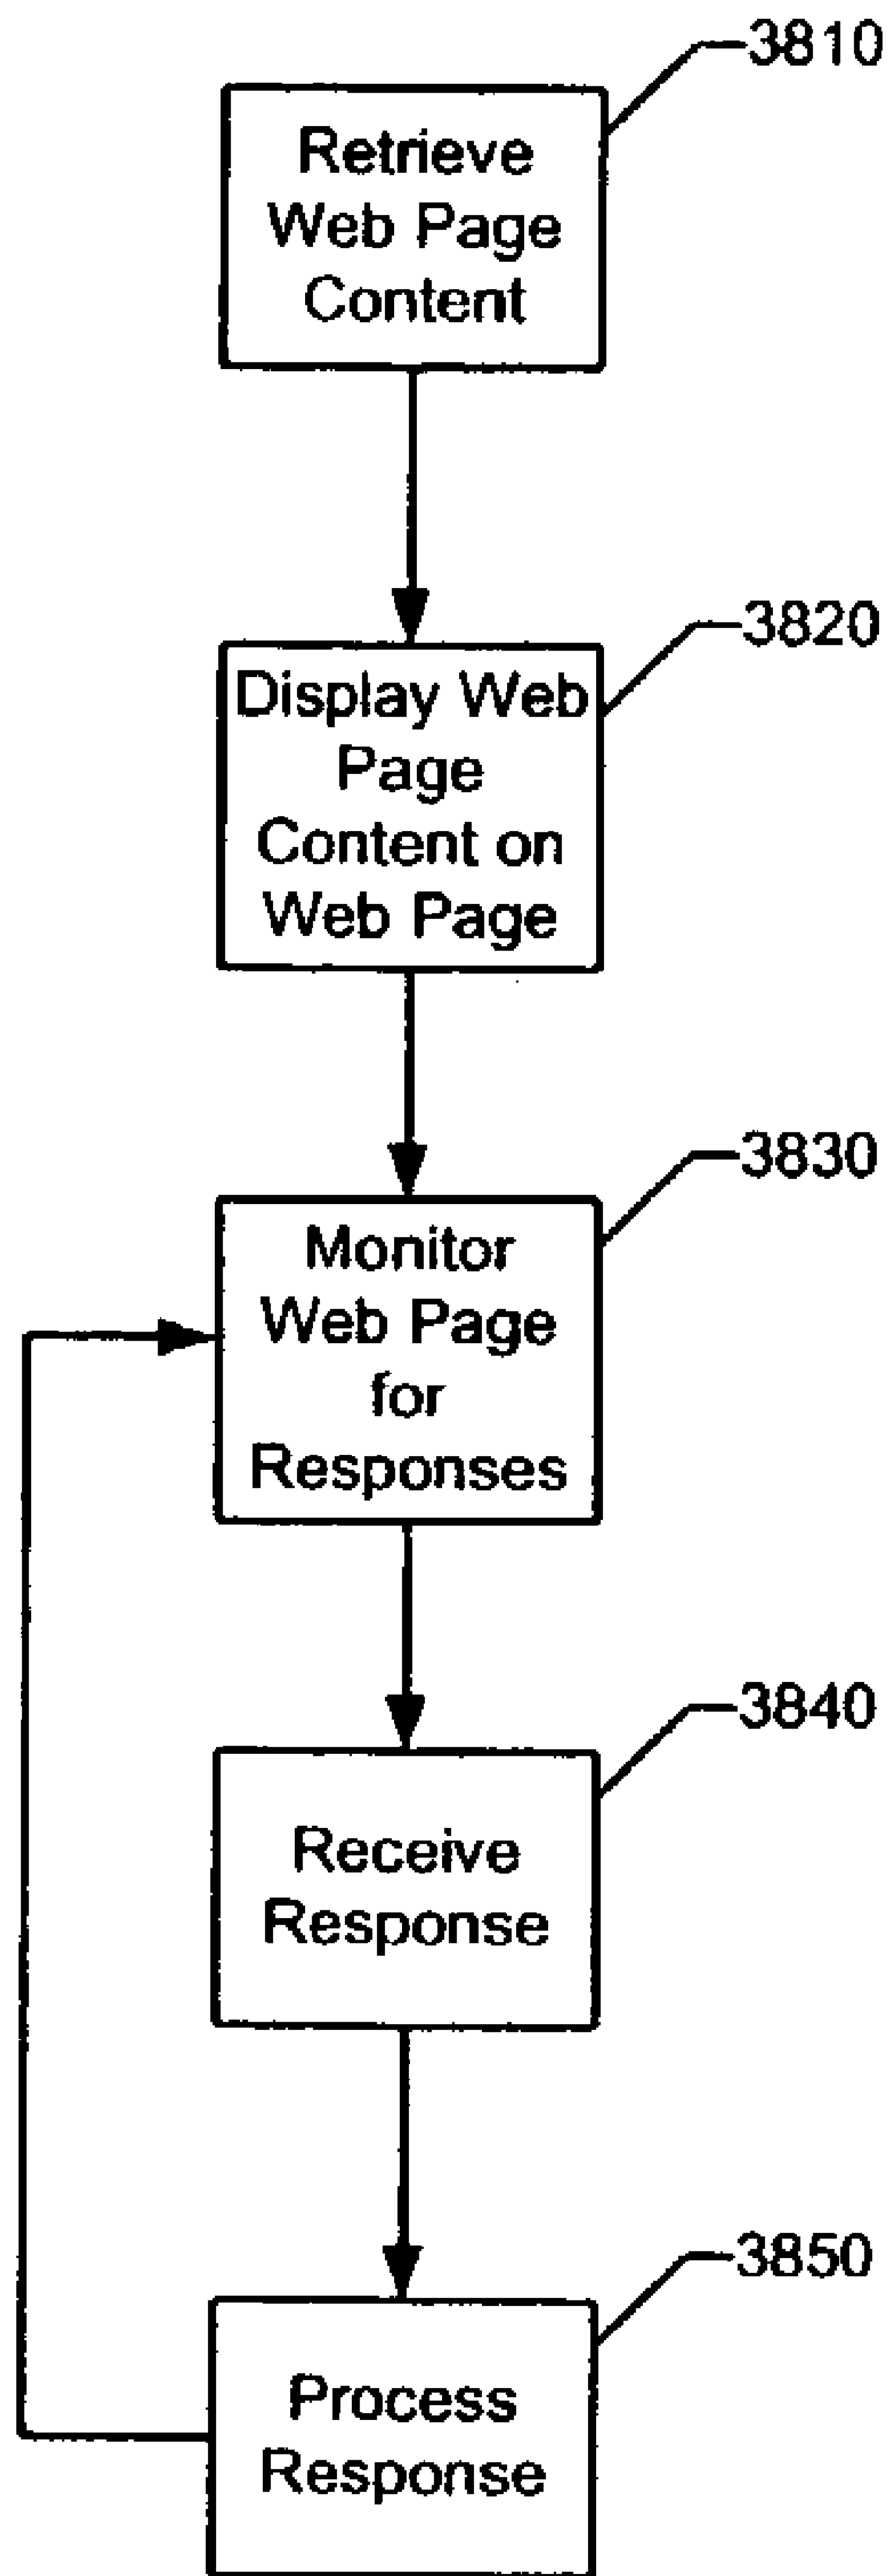 3810
Retrieve
Web Page
Content
3820
Display Web
Page
Content on
Web Page
3830
Monitor
Web Page
for
Responses
3840
Receive
Response
3850
Process
Response